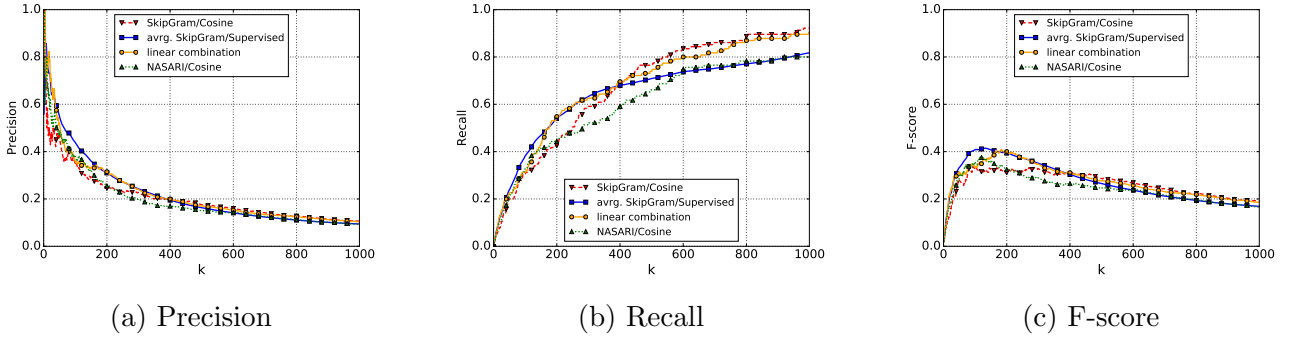 1.0
0.8
0.6
0.4
0.2
0.0
Precision
0 200 400 600 800 1000
k
SkipGram/Cosine
avrg. SkipGram/Supervised
linear combination
NASARI/Cosine
(a) Precision
1.0
0.8
0.6
0.4
0.2
0.0
Recall
0 200 400 600 800 1000
k
SkipGram/Cosine
avrg. SkipGram/Supervised
linear combination
NASARI/Cosine
(b) Recall
1.0
0.8
0.6
0.4
0.2
0.0
F-score
0 200 400 600 800 1000
k
SkipGram/Cosine
avrg. SkipGram/Supervised
linear combination
NASARI/Cosine
(c) F-score